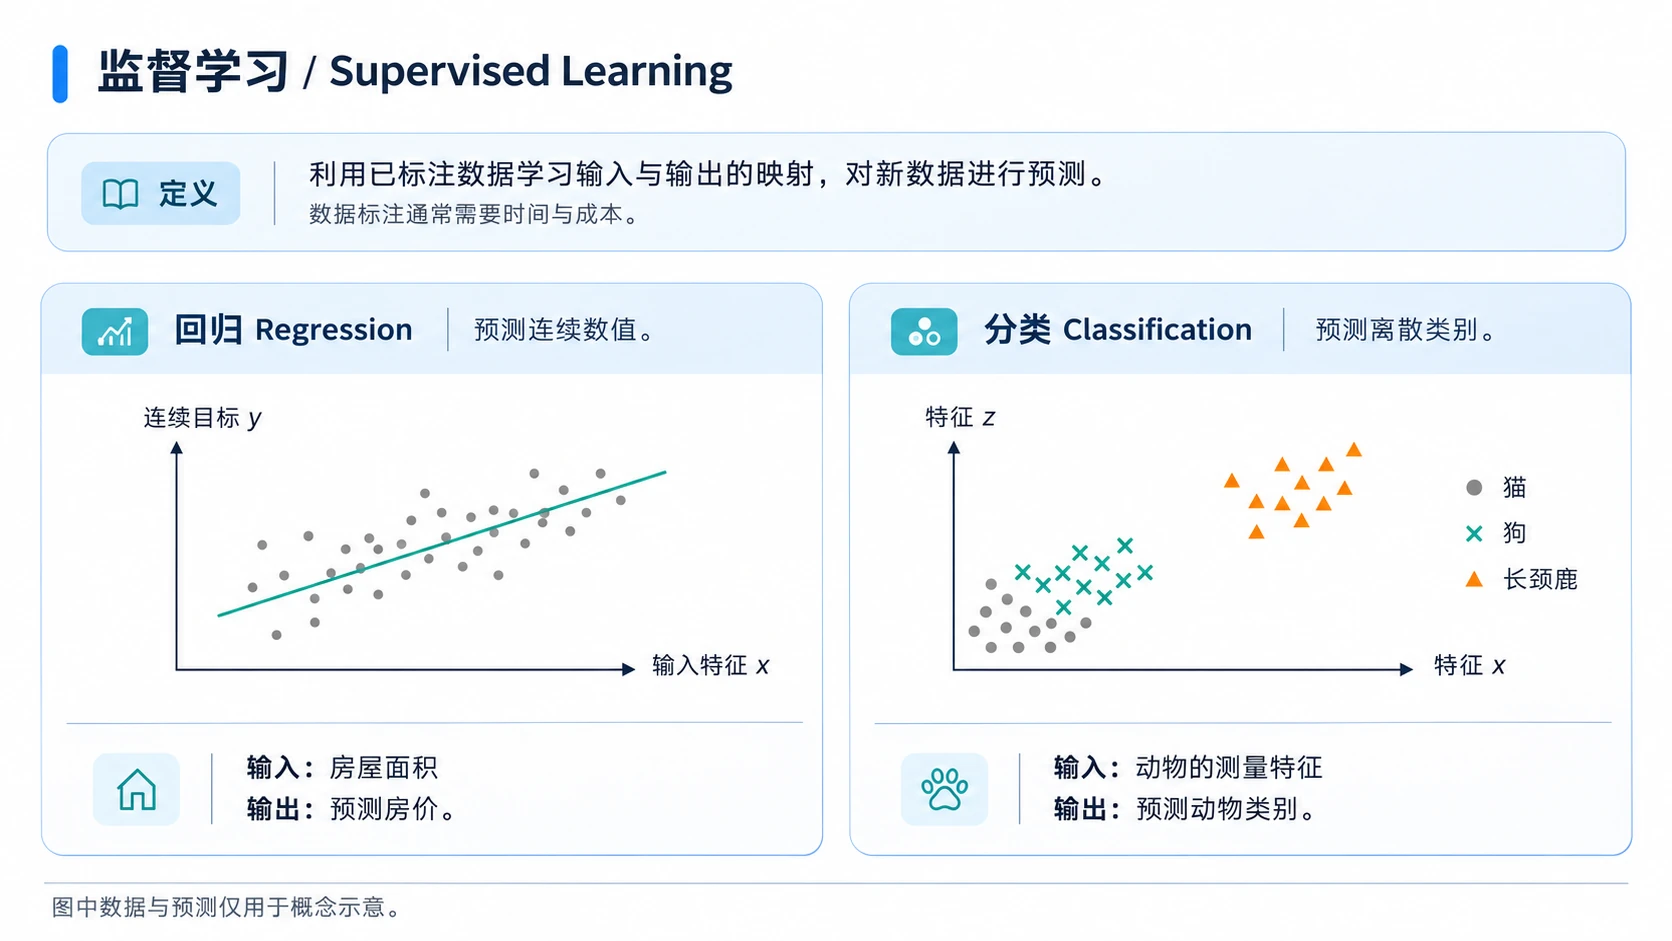 监督学习 / Supervised Learning
定义
利用已标注数据学习输入与输出的映射，对新数据进行预测。
数据标注通常需要时间与成本。
回归 Regression
预测连续数值。
连续目标 y
输入特征 x
输入：房屋面积
输出：预测房价。
分类 Classification
预测离散类别。
特征 z
猫
狗
长颈鹿
特征 x
输入：动物的测量特征
输出：预测动物类别。
图中数据与预测仅用于概念示意。